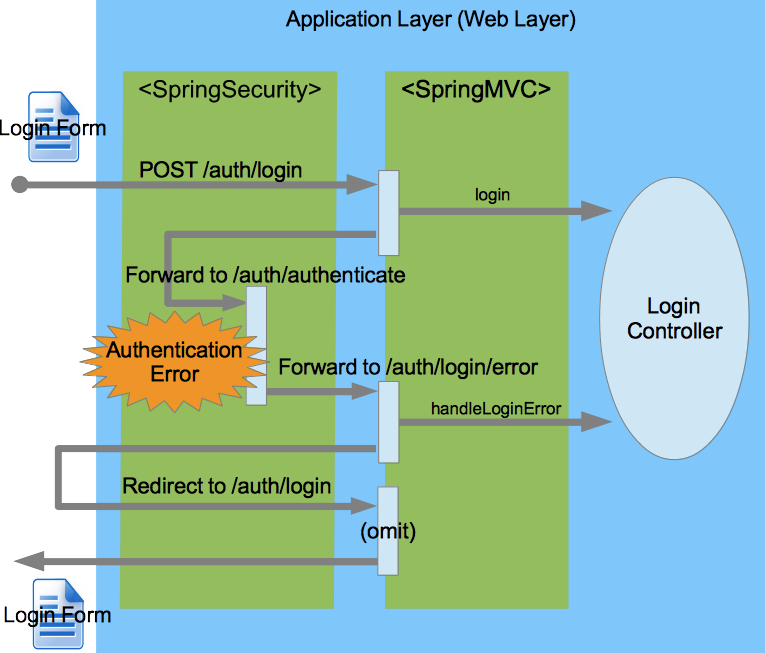 Application Layer (Web Layer)
<SpringSecurity>
<SpringMVC>
Login Form
POST /auth/login
login
Forward to /auth/authenticate
Login
Controller
Authentication
Error
Forward to /auth/login/error
handleLoginError
Redirect to /auth/login
(omit)
Login Form